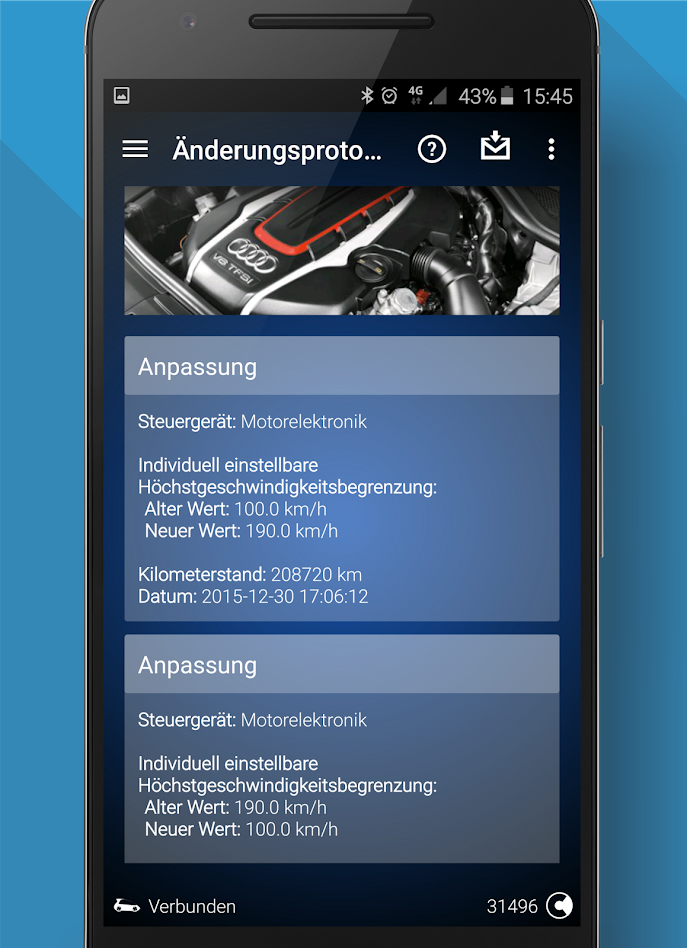 4G 43% 15:45
Änderungsproto... ?
V8 TFSI
Anpassung
Steuergerät: Motorelektronik
Individuell einstellbare
Höchstgeschwindigkeitsbegrenzung:
Alter Wert: 100.0 km/h
Neuer Wert: 190.0 km/h
Kilometerstand: 208720 km
Datum: 2015-12-30 17:06:12
Anpassung
Steuergerät: Motorelektronik
Individuell einstellbare
Höchstgeschwindigkeitsbegrenzung:
Alter Wert: 190.0 km/h
Neuer Wert: 100.0 km/h
Verbunden 31496